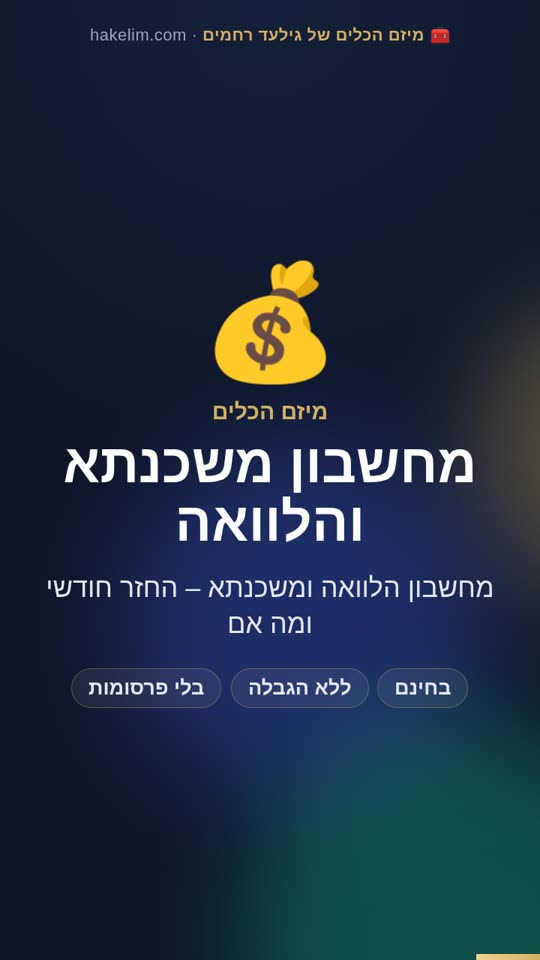 🧰 מיזם הכלים של גילעד רחמים · hakelim.com
מיזם הכלים
מחשבון משכנתא
והלוואה
מחשבון הלוואה ומשכנתא – החזר חודשי
ומה אם
בחינם
ללא הגבלה
בלי פרסומות